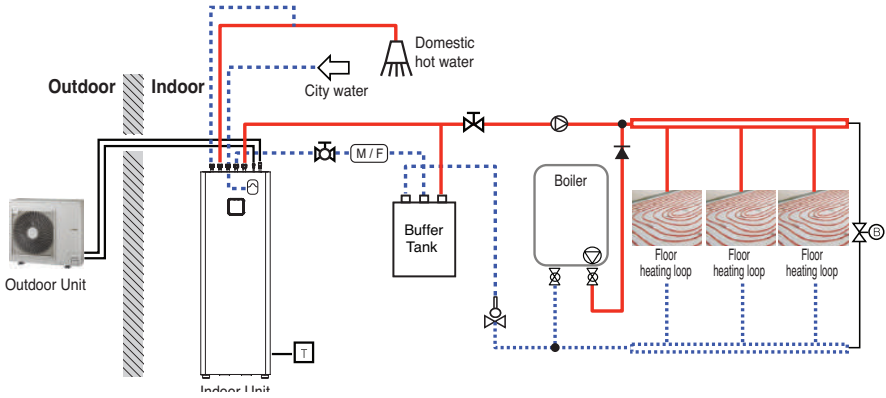 Domestic
hot water
City water
Outdoor
Indoor
M / F
Boiler
Buffer
Tank
B
Floor
heating loop
Floor
heating loop
Floor
heating loop
Outdoor Unit
T
Indoor Unit